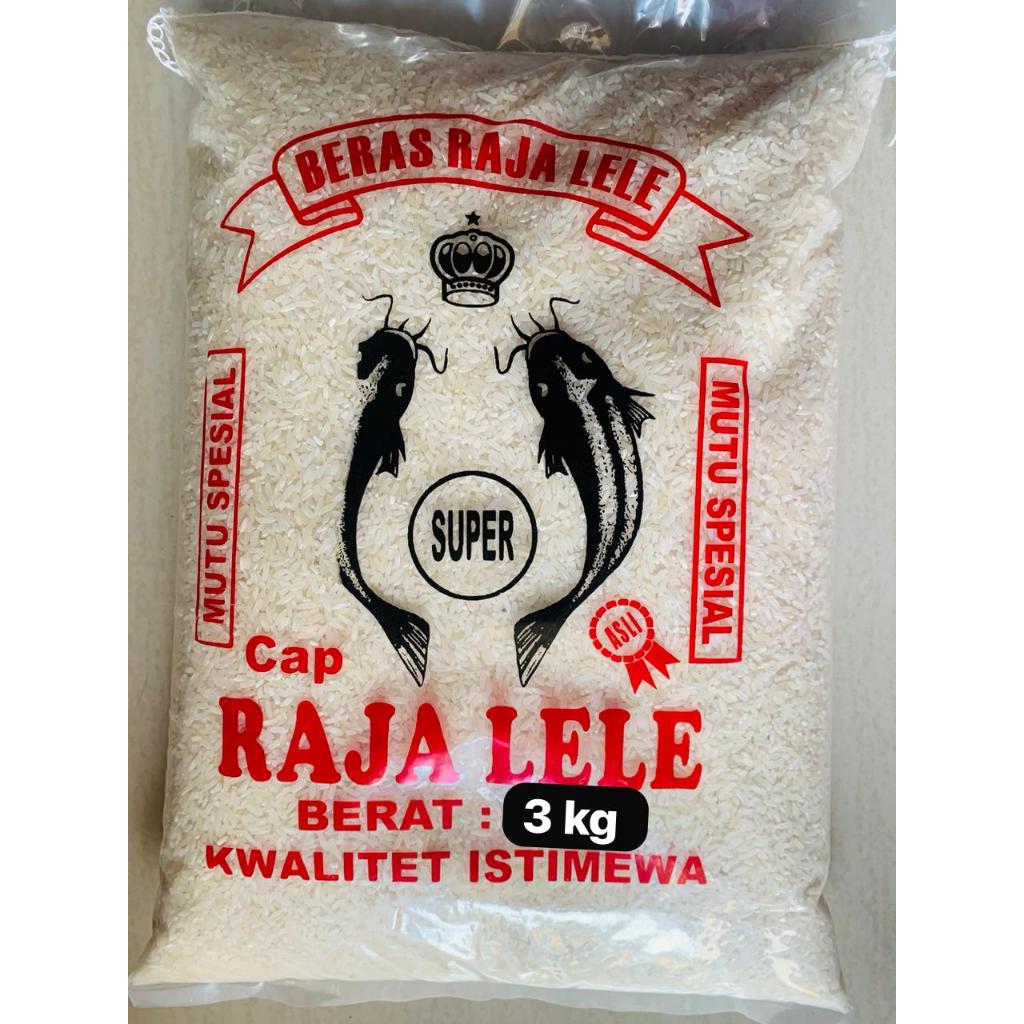 BERAS RAJA LELE
MUTU SPESIAL
SUPER
MUTU SPESIAL
ASLI
Cap
RAJA LELE
BERAT : 3 kg
KWALITET ISTIMEWA